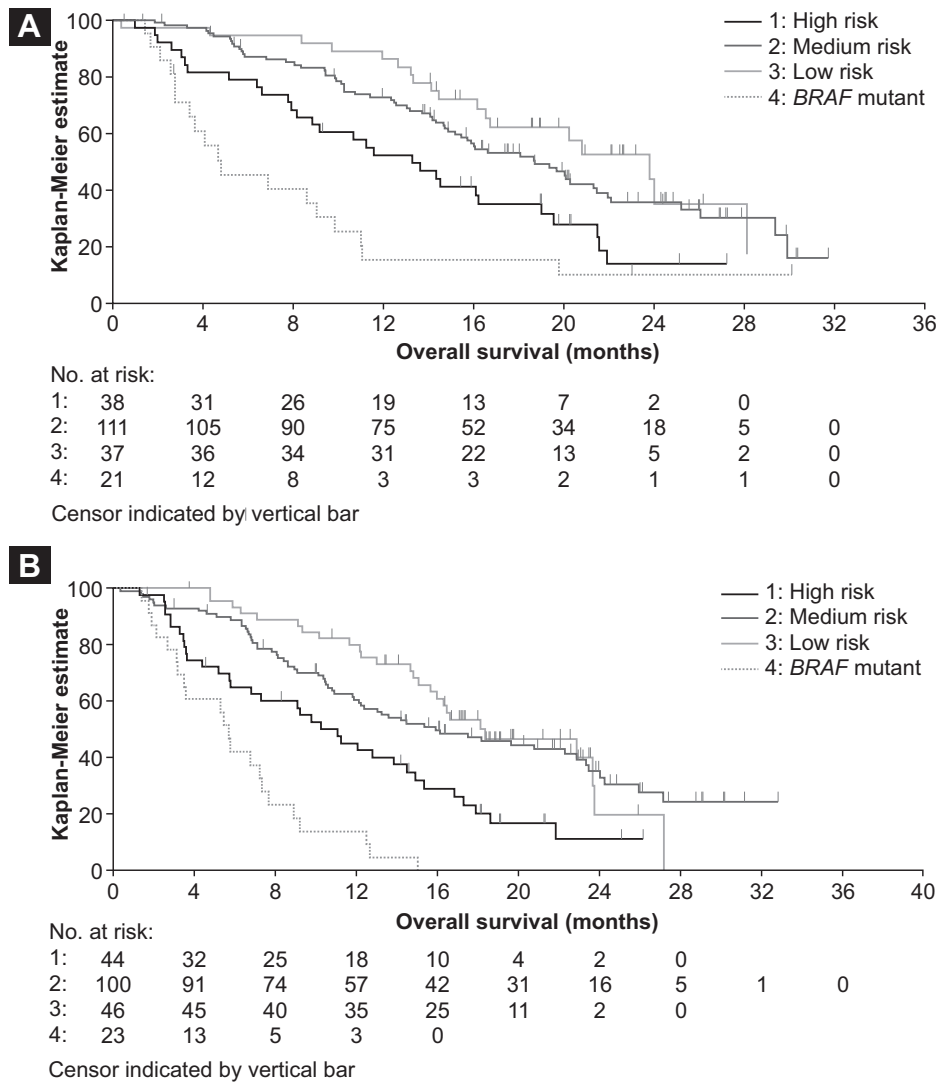 A
1: High risk
2: Medium risk
3: Low risk
4: BRAF mutant
Kaplan-Meier estimate
100
80
60
40
20
0
0 4 8 12 16 20 24 28 32 36
Overall survival (months)
No. at risk:
1: 38 31 26 19 13 7 2 0
2: 111 105 90 75 52 34 18 5 0
3: 37 36 34 31 22 13 5 2 0
4: 21 12 8 3 3 2 1 1 0
Censor indicated by vertical bar
B
1: High risk
2: Medium risk
3: Low risk
4: BRAF mutant
Kaplan-Meier estimate
100
80
60
40
20
0
0 4 8 12 16 20 24 28 32 36 40
Overall survival (months)
No. at risk:
1: 44 32 25 18 10 4 2 0
2: 100 91 74 57 42 31 16 5 1 0
3: 46 45 40 35 25 11 2 0
4: 23 13 5 3 0
Censor indicated by vertical bar